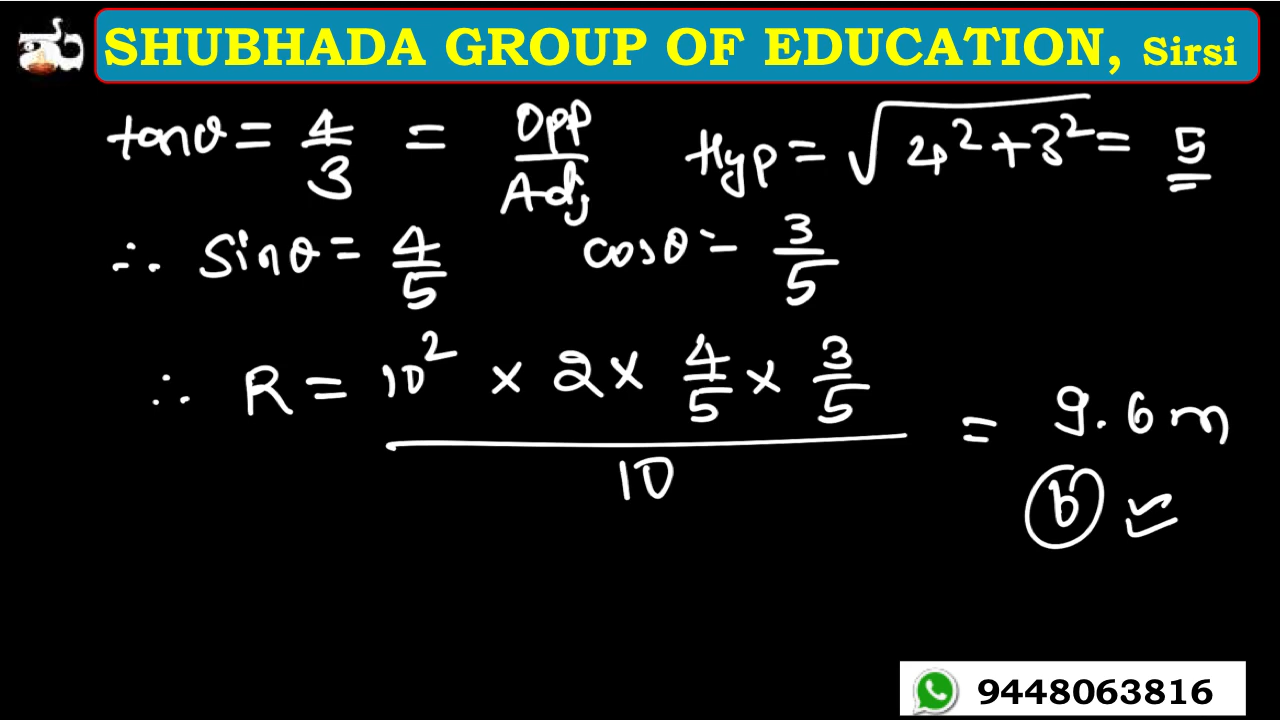 ಶುಭ
SHUBHADA GROUP OF EDUCATION, Sirsi
tanθ = 4/3 = Opp/Adj Hyp = √(4² + 3²) = 5
∴ Sinθ = 4/5 cosθ = 3/5
∴ R = (10² × 2 × 4/5 × 3/5)/10 = 9.6 m
b
9448063816